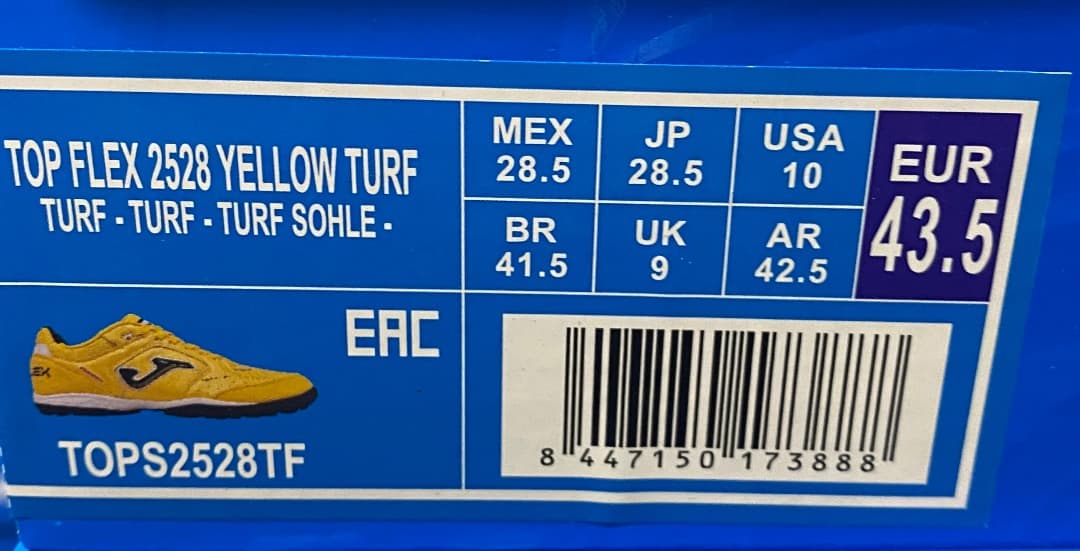 TOP FLEX 2528 YELLOW TURF
TURF - TURF - TURF SOHLE -
MEX
28.5
JP
28.5
USA
10
BR
41.5
UK
9
AR
42.5
EUR
43.5
EAC
EX
TOPS2528TF
8 447150 173888